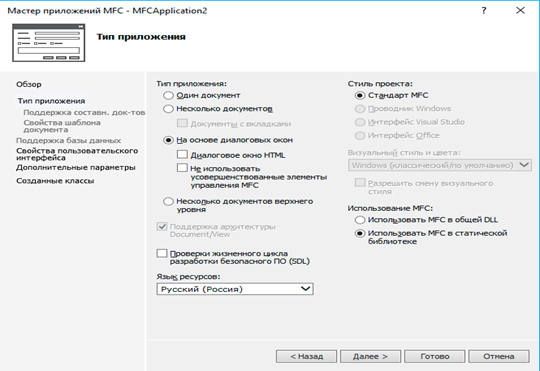 Мастер приложений MFC - MFCApplication2
?
Тип приложения
Обзор
Тип приложения
Поддержка составн. док-тов
Свойства шаблона
документа
Поддержка базы данных
Свойства пользовательского
интерфейса
Дополнительные параметры
Созданные классы
Тип приложения:
Один документ
Несколько документов
Документы с вкладками
На основе диалоговых окон
Диалоговое окно HTML
Не использовать
усовершенствованные элементы
управления MFC
Несколько документов верхнего
уровня
Поддержка архитектуры
Document/View
Проверки жизненного цикла
разработки безопасного ПО (SDL)
Язык ресурсов:
Русский (Россия)
Стиль проекта:
Стандарт MFC
Проводник Windows
Интерфейс Visual Studio
Интерфейс Office
Визуальный стиль и цвета:
Windows (классический/по умолчанию)
Разрешить смену визуального
стиля
Использование MFC:
Использовать MFC в общей DLL
Использовать MFC в статической
библиотеке
< Назад
Далее >
Готово
Отмена